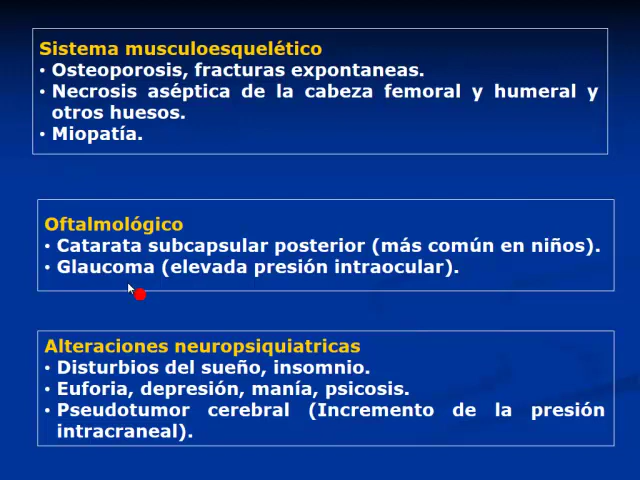 Sistema musculoesquelético
• Osteoporosis, fracturas expontaneas.
• Necrosis aséptica de la cabeza femoral y humeral y
otros huesos.
• Miopatía.
Oftalmológico
• Catarata subcapsular posterior (más común en niños).
• Glaucoma (elevada presión intraocular).
Alteraciones neuropsiquiatricas
• Disturbios del sueño, insomnio.
• Euforia, depresión, manía, psicosis.
• Pseudotumor cerebral (Incremento de la presión
intracraneal).